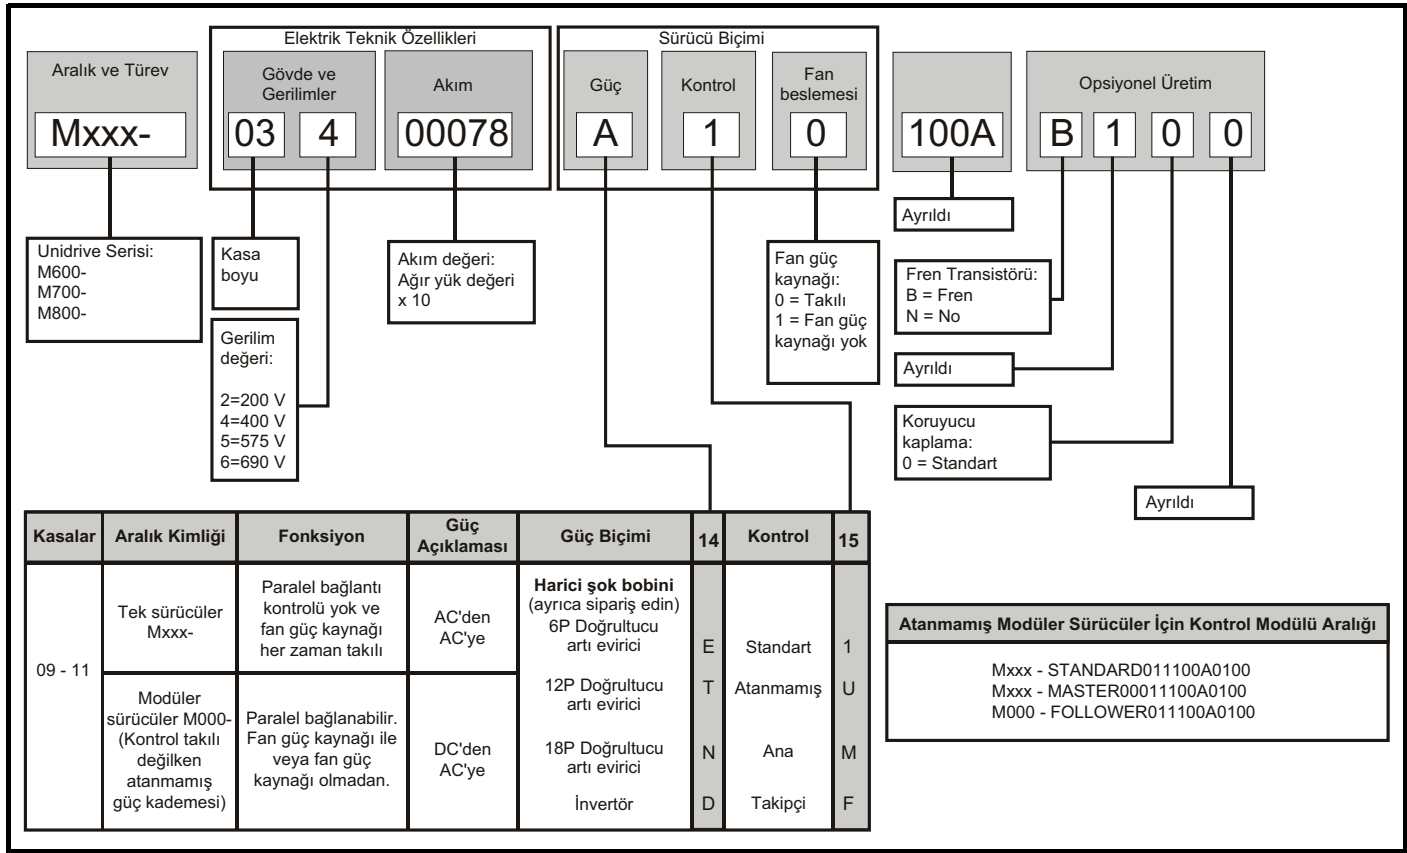 Elektrik Teknik Özellikleri
Sürücü Biçimi
Aralık ve Türev
Gövde ve
Gerilimler
Akım
Güç
Kontrol
Fan
beslemesi
Opsiyonel Üretim
Mxxx-
03
4
00078
A
1
0
100A
B
1
0
0
Unidrive Serisi:
M600-
M700-
M800-
Kasa
boyu
Gerilim
değeri:
2=200 V
4=400 V
5=575 V
6=690 V
Akım değeri:
Ağır yük değeri
x 10
Fan güç
kaynağı:
0 = Takılı
1 = Fan güç
kaynağı yok
Ayrıldı
Fren Transistörü:
B = Fren
N = No
Ayrıldı
Koruyucu
kaplama:
0 = Standart
Ayrıldı
Kasalar
Aralık Kimliği
Fonksiyon
Güç
Açıklaması
Güç Biçimi
14
Kontrol
15
09 - 11
Tek sürücüler
Mxxx-
Paralel bağlantı
kontrolü yok ve
fan güç kaynağı
her zaman takılı
AC'den
AC'ye
Harici şok bobini
(ayrıca sipariş edin)
6P Doğrultucu
artı evirici
E
Standart
1
12P Doğrultucu
artı evirici
T
Atanmamış
U
Modüler
sürücüler M000-
(Kontrol takılı
değilken
atanmamış
güç kademesi)
Paralel bağlanabilir.
Fan güç kaynağı ile
veya fan güç
kaynağı olmadan.
DC'den
AC'ye
18P Doğrultucu
artı evirici
N
Ana
M
İnvertör
D
Takipçi
F
Atanmamış Modüler Sürücüler İçin Kontrol Modülü Aralığı
Mxxx - STANDARD011100A0100
Mxxx - MASTER00011100A0100
M000 - FOLLOWER011100A0100